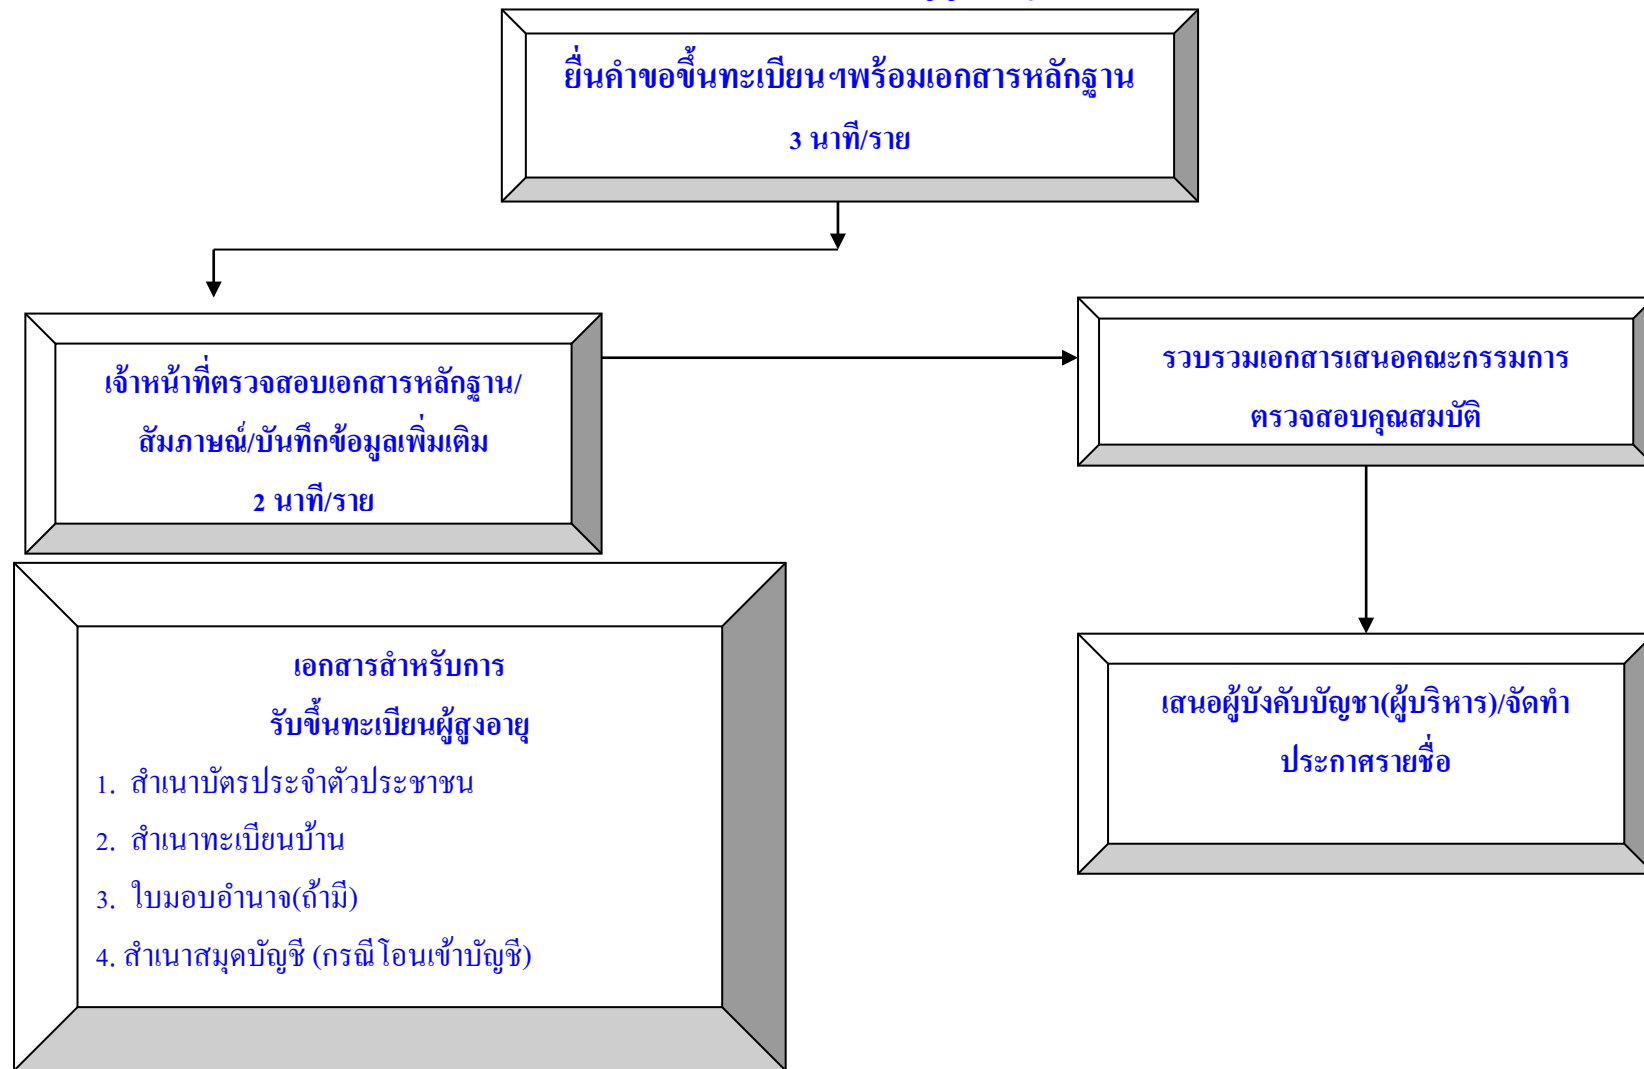 ยื่นคำขอขึ้นทะเบียนฯพร้อมเอกสารหลักฐาน
3 นาที/ราย
เจ้าหน้าที่ตรวจสอบเอกสารหลักฐาน/
สัมภาษณ์/บันทึกข้อมูลเพิ่มเติม
2 นาที/ราย
รวบรวมเอกสารเสนอคณะกรรมการ
ตรวจสอบคุณสมบัติ
เสนอผู้บังคับบัญชา(ผู้บริหาร)/จัดทำ
ประกาศรายชื่อ
เอกสารสำหรับการ
รับขึ้นทะเบียนผู้สูงอายุ
1. สำเนาบัตรประจำตัวประชาชน
2. สำเนาทะเบียนบ้าน
3. ใบมอบอำนาจ(ถ้ามี)
4. สำเนาสมุดบัญชี (กรณีโอนเข้าบัญชี)